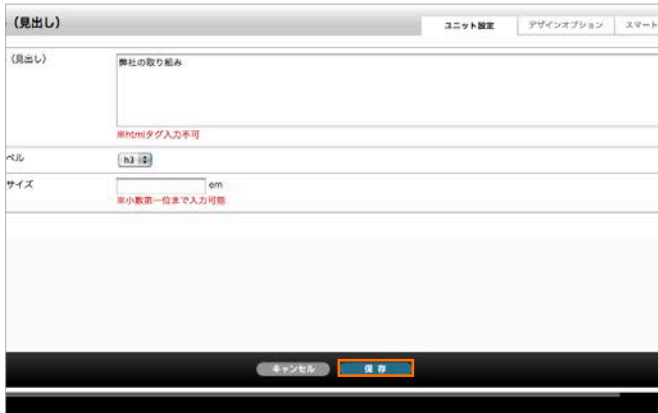 (見出し)
ユニット設定 デザインオプション スマート
(見出し)
弊社の取り組み
※htmlタグ入力不可
ベル
h3
サイズ
em
※小数第一位まで入力可能
キャンセル 保存